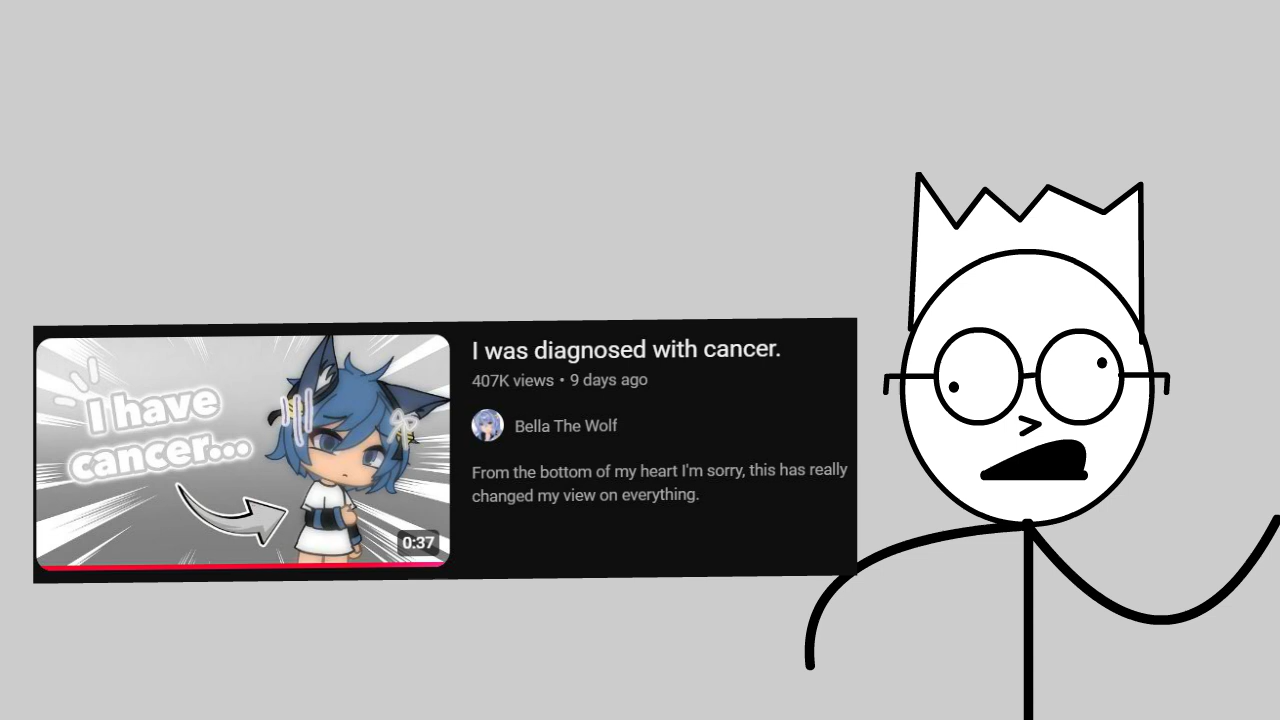 I have
cancer...
0:37
I was diagnosed with cancer.
407K views • 9 days ago
Bella The Wolf
From the bottom of my heart I'm sorry, this has really
changed my view on everything.